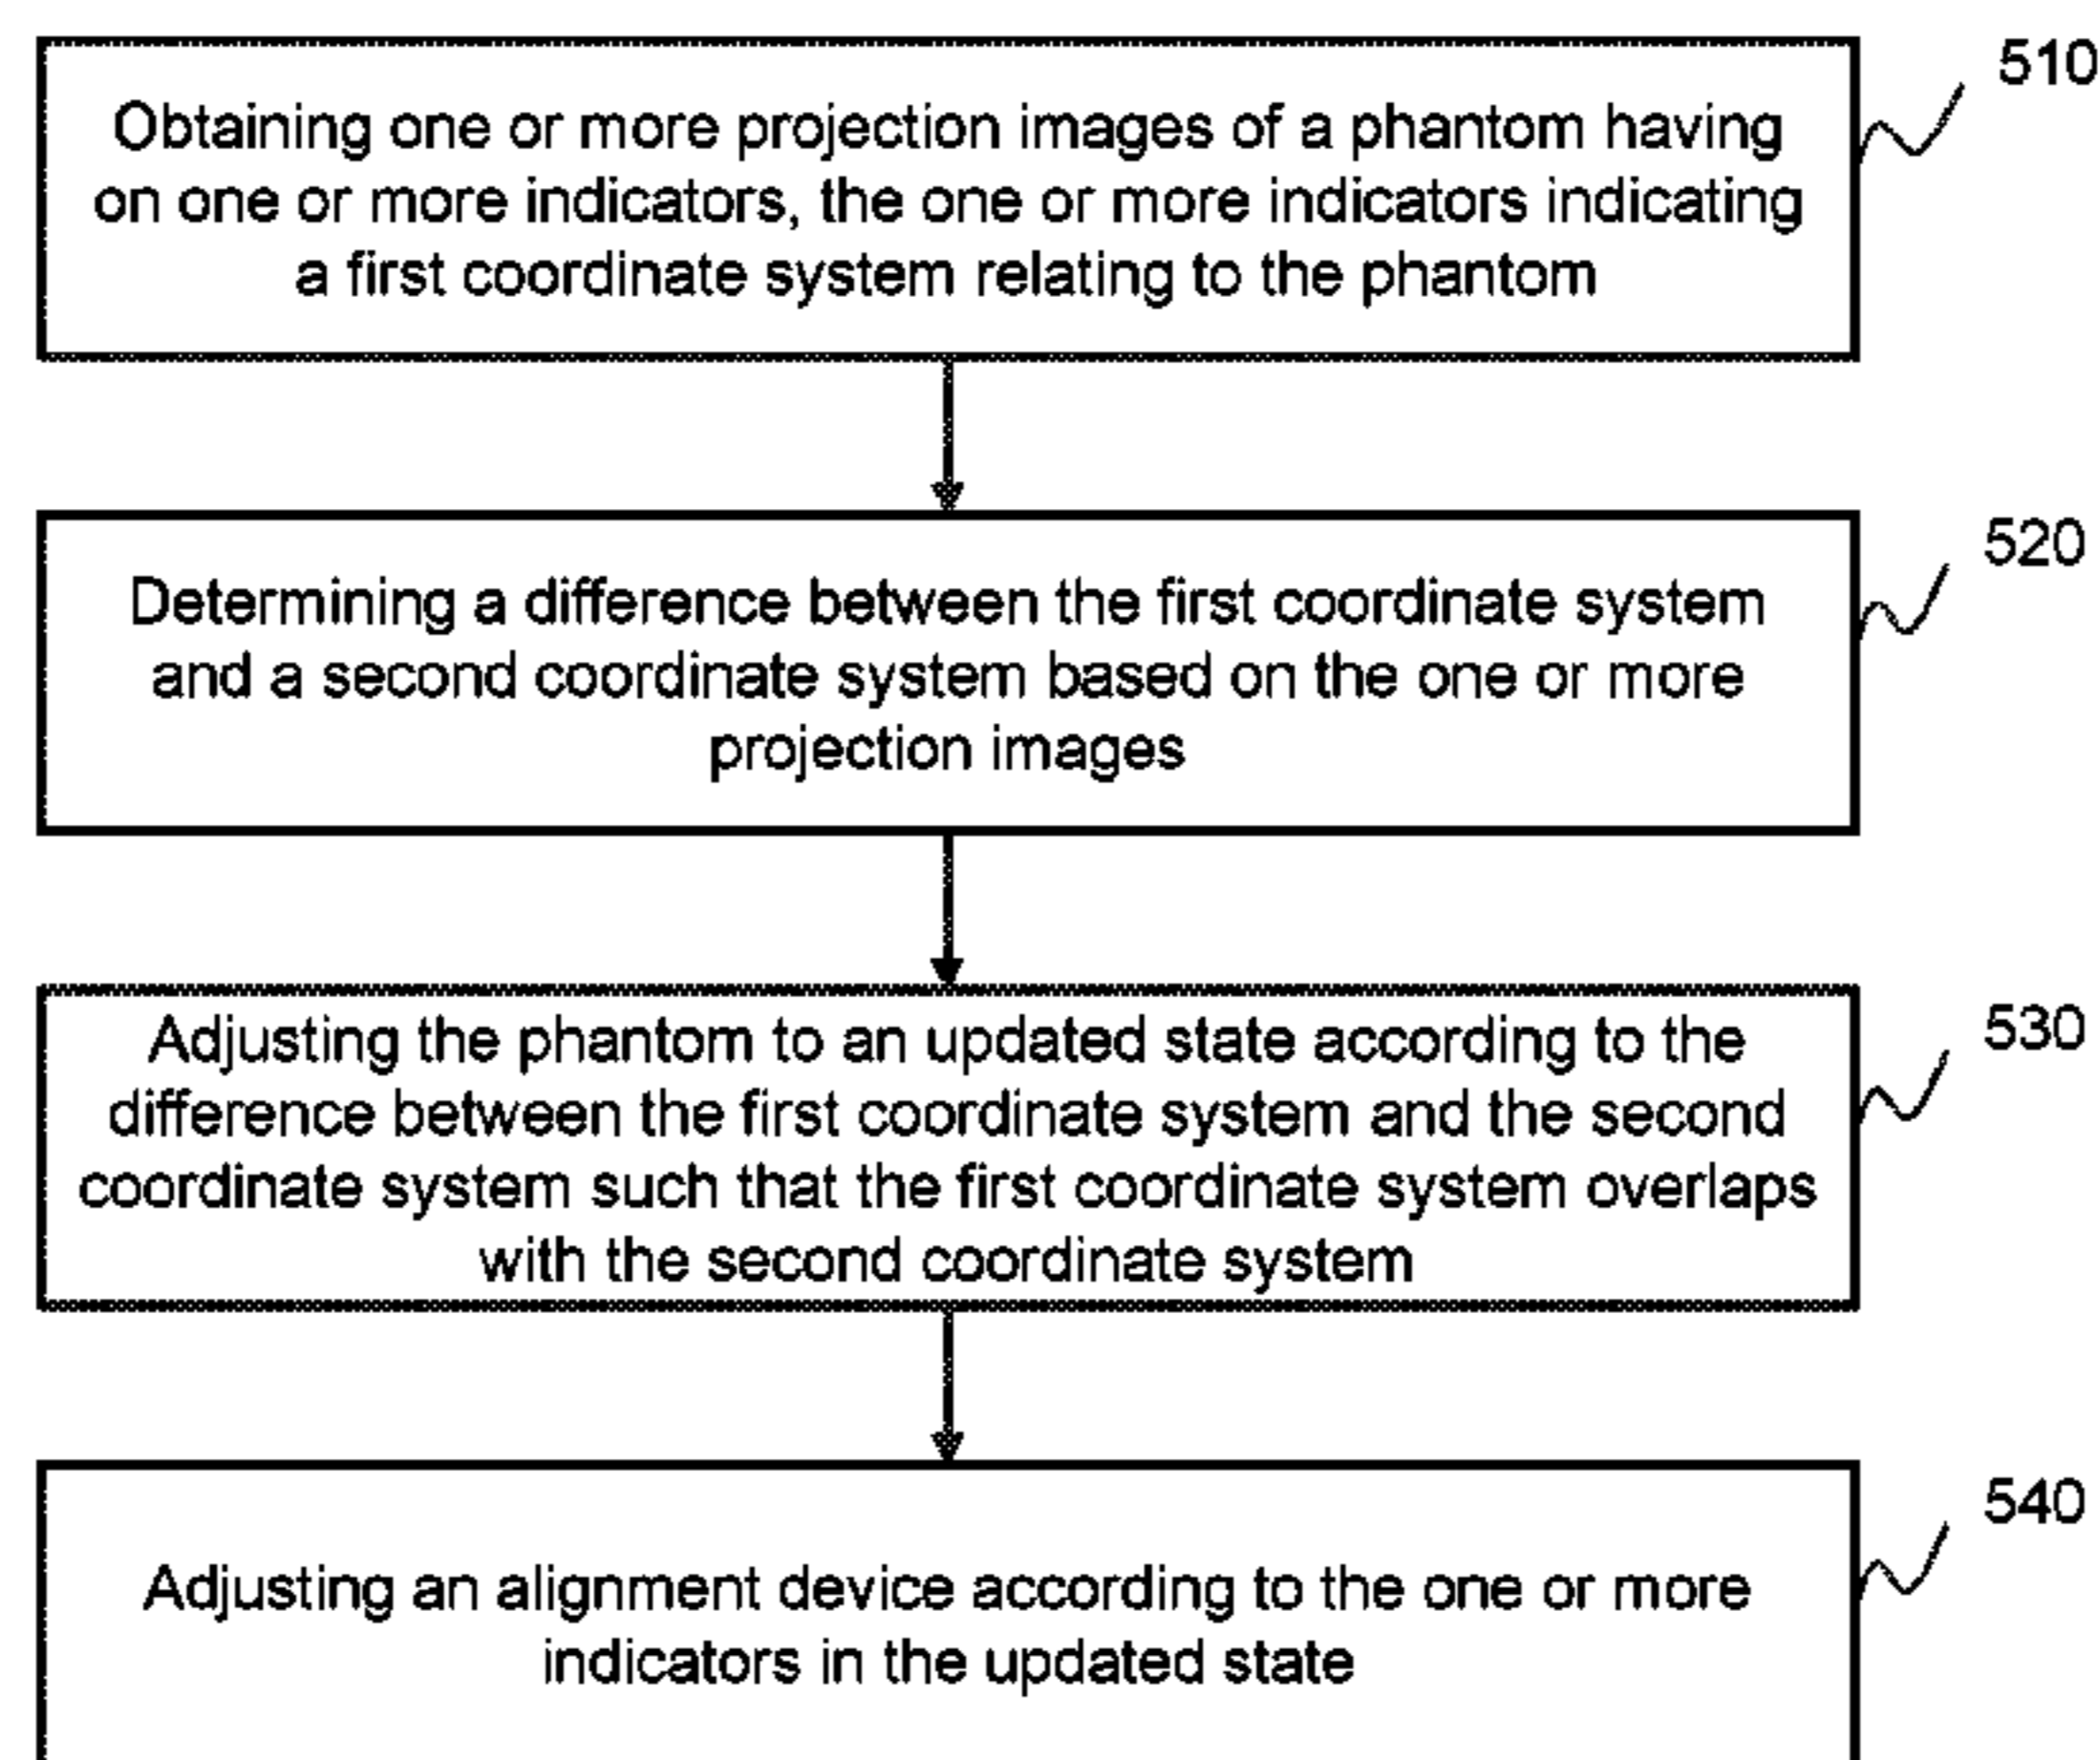 510
Obtaining one or more projection images of a phantom having
on one or more indicators, the one or more indicators indicating
a first coordinate system relating to the phantom
520
Determining a difference between the first coordinate system
and a second coordinate system based on the one or more
projection images
530
Adjusting the phantom to an updated state according to the
difference between the first coordinate system and the second
coordinate system such that the first coordinate system overlaps
with the second coordinate system
540
Adjusting an alignment device according to the one or more
indicators in the updated state